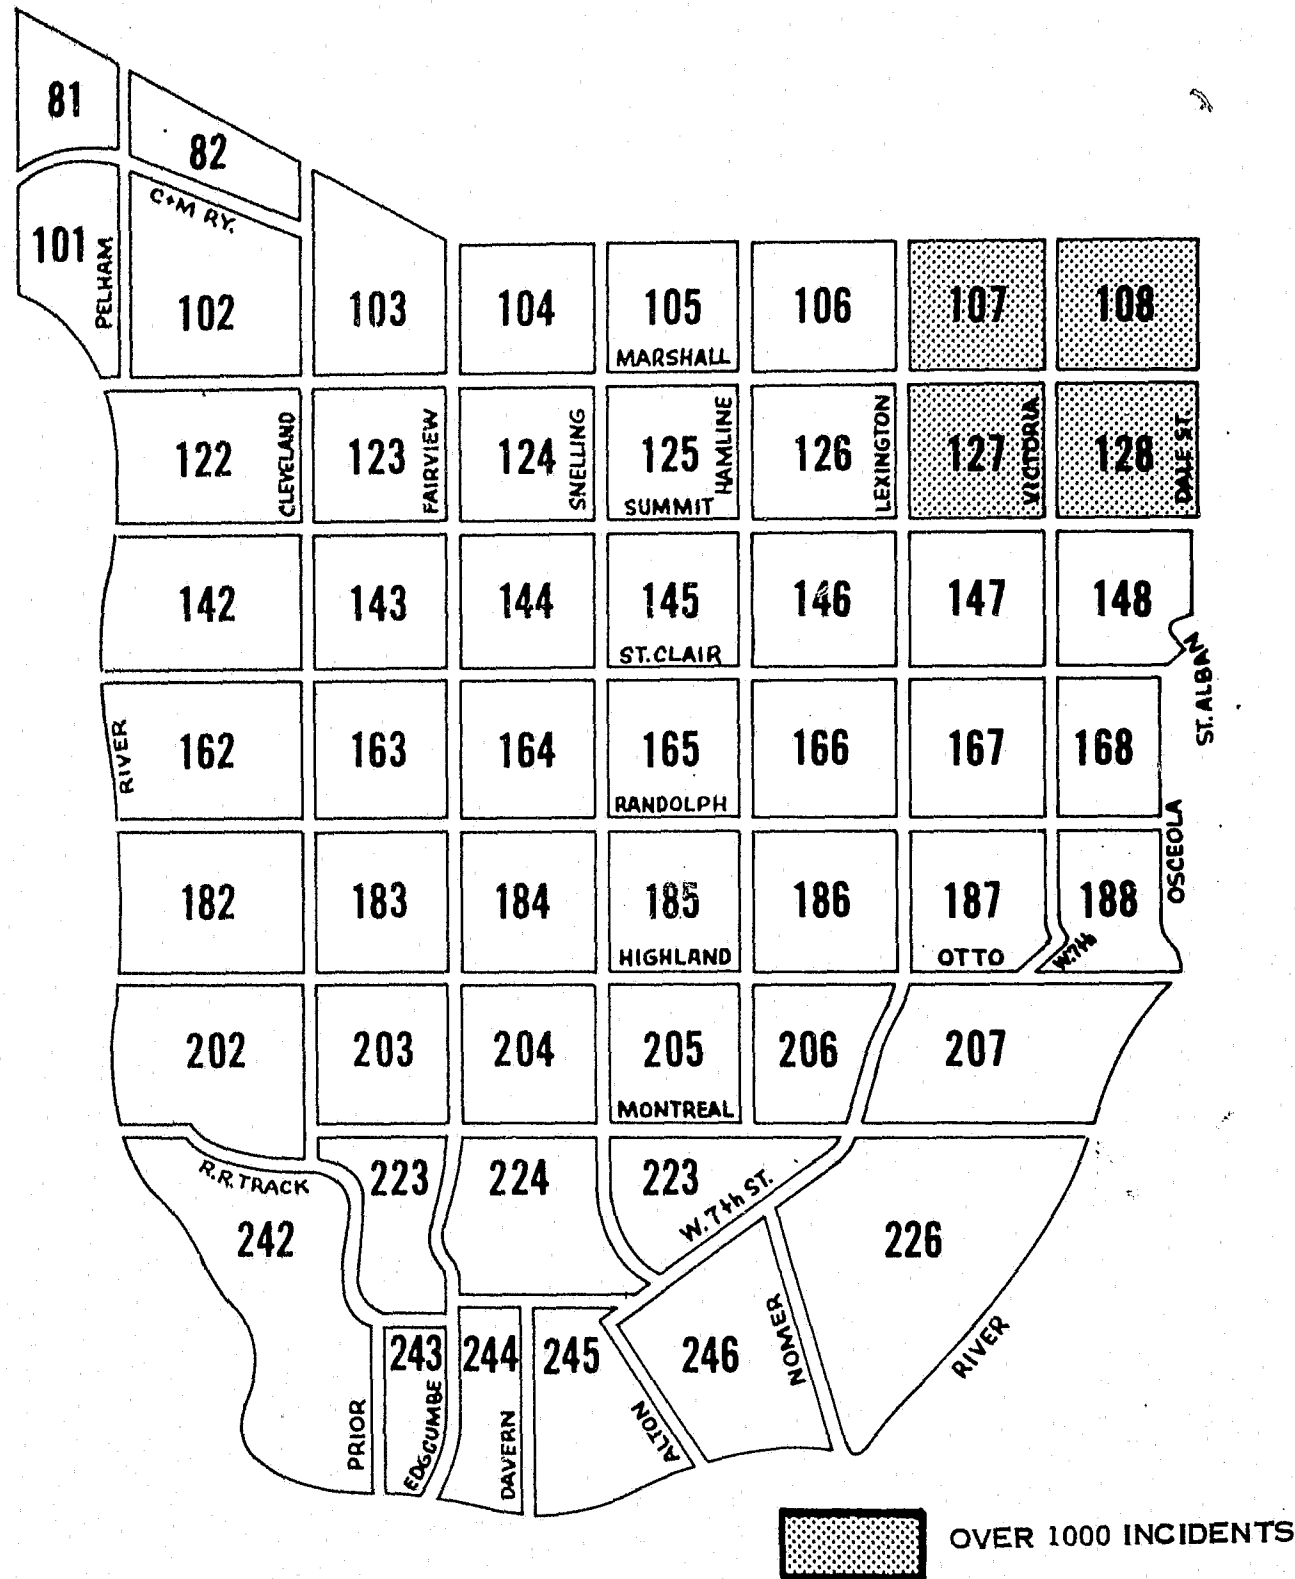 81
82
C+M RY.
101
PELHAM
102
103
104
105
MARSHALL
106
107
108
122
CLEVELAND
123
FAIRVIEW
124
SNELLING
125
HAMLINE
SUMMIT
126
LEXINGTON
127
VICTORIA
128
DALE ST.
142
143
144
145
ST. CLAIR
146
147
148
ST. ALBAN
RIVER
162
163
164
165
RANDOLPH
166
167
168
OSCEOLA
182
183
184
185
HIGHLAND
186
187
OTTO
188
W. 7th
202
203
204
205
MONTREAL
206
207
R.R. TRACK
242
223
224
223
W. 7th ST.
226
RIVER
PRIOR
243
EDGCUMBE
244
DAVERN
245
ALTON
246
NOMER
OVER 1000 INCIDENTS